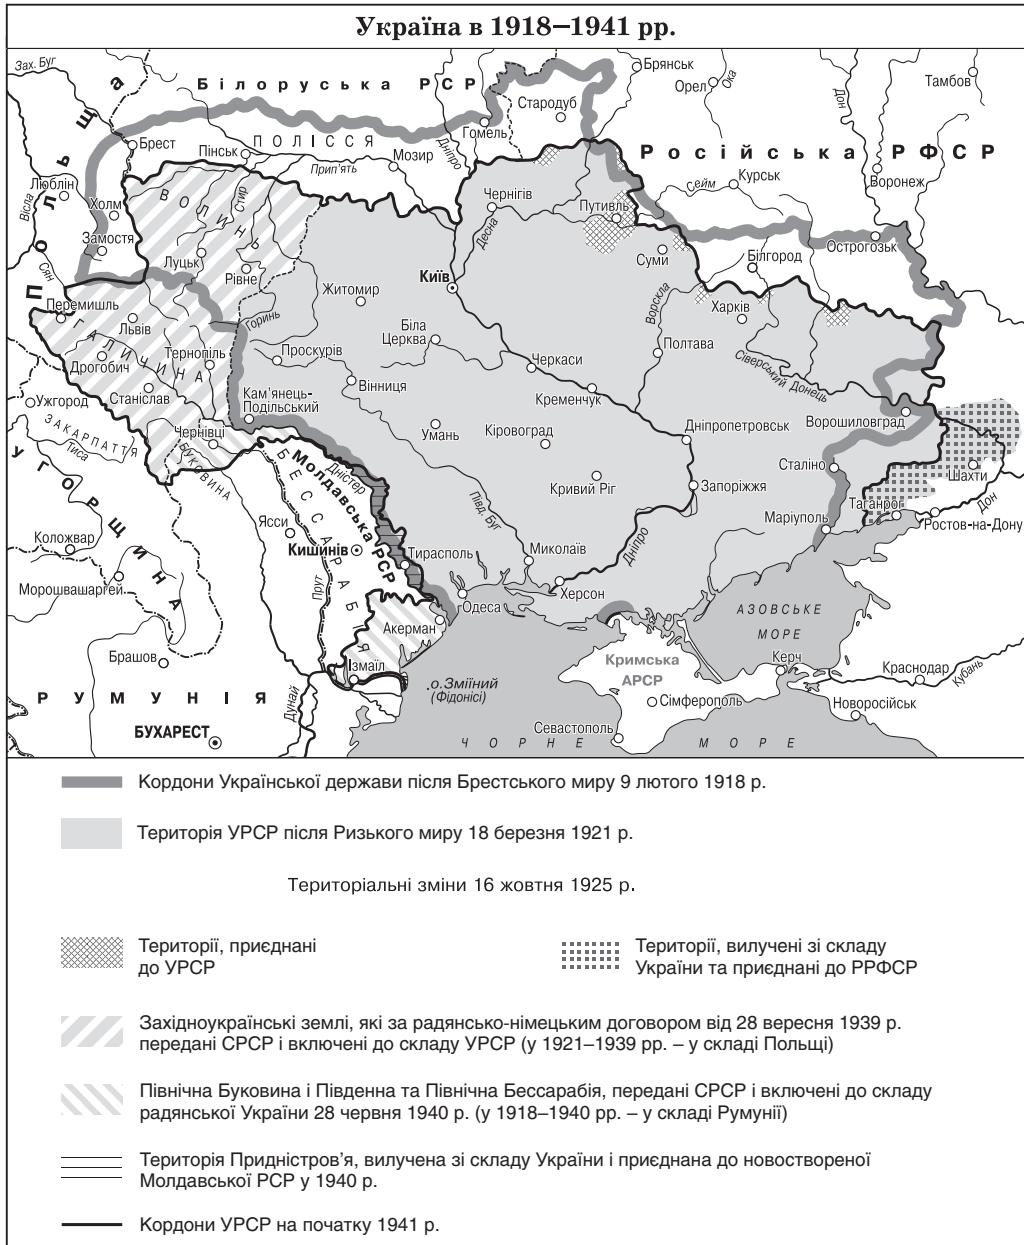 Україна в 1918–1941 рр.
Зах. Буг
Білоруська РСР
Брянськ
Орел
Ока
Дон
Тамбов
Стародуб
Гомель
Дніпро
Брест
Пінськ
ПОЛІССЯ
Мозир
Прип'ять
Російська РФСР
Польща
Люблін
Вісла
Холм
Замостя
ВОЛИНЬ
Стир
Чернігів
Десна
Путивль
Сейм
Курськ
Воронеж
Острогозьк
Луцьк
Рівне
Київ
Суми
Білгород
Сян
Перемишль
Житомир
Ворскла
Харків
Горинь
Львів
ГАЛИЧИНА
Біла
Церква
Полтава
Дрогобич
Тернопіль
Проскурів
Черкаси
Сіверський Донець
Станіслав
Вінниця
Ужгород
Кам'янець-
Подільський
Кременчук
Ворошиловград
ЗАКАРПАТТЯ
Тиса
Чернівці
БУКОВИНА
Умань
Кіровоград
Дніпропетровськ
Сталіно
Шахти
УГОРЩИНА
БЕССАРАБІЯ
Молдавська РСР
Дністер
Кривий Ріг
Запоріжжя
Таганрог
Дон
Ростов-на-Дону
Півд. Буг
Маріуполь
Коложвар
Ясси
Кишинів
Тирасполь
Миколаїв
Дніпро
Морошвашаргей
Прут
Одеса
Херсон
АЗОВСЬКЕ
МОРЕ
Акерман
Брашов
Ізмаїл
Кримська
АРСР
Керч
Краснодар
Кубань
РУМУНІЯ
Дунай
о. Зміїний
(Фідонісі)
Сімферополь
Новоросійськ
БУХАРЕСТ
Севастополь
ЧОРНЕ МОРЕ
Кордони Української держави після Брестського миру 9 лютого 1918 р.
Територія УРСР після Ризького миру 18 березня 1921 р.
Територіальні зміни 16 жовтня 1925 р.
Території, приєднані
до УРСР
Території, вилучені зі складу
України та приєднані до РРФСР
Західноукраїнські землі, які за радянсько-німецьким договором від 28 вересня 1939 р.
передані СРСР і включені до складу УРСР (у 1921–1939 рр. – у складі Польщі)
Північна Буковина і Південна та Північна Бессарабія, передані СРСР і включені до складу
радянської України 28 червня 1940 р. (у 1918–1940 рр. – у складі Румунії)
Територія Придністров'я, вилучена зі складу України і приєднана до новоствореної
Молдавської РСР у 1940 р.
Кордони УРСР на початку 1941 р.